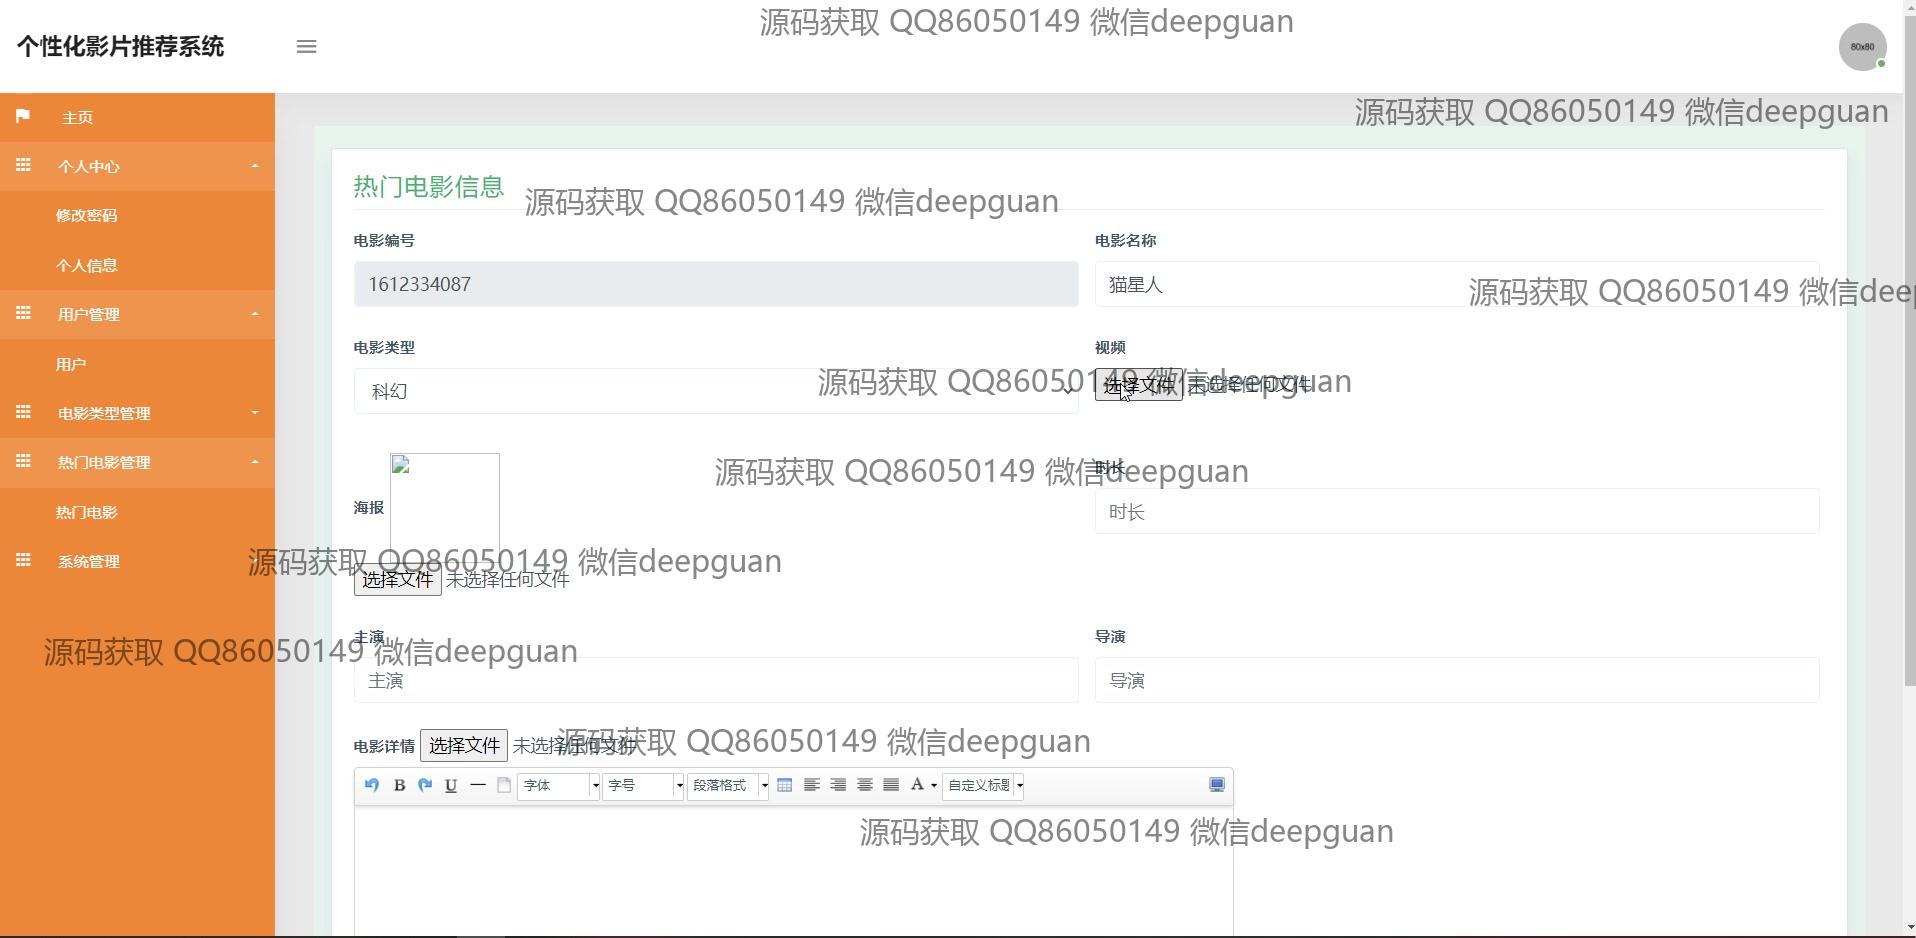 源码获取 QQ86050149 微信deepguan
个性化影片推荐系统
80x80
源码获取 QQ86050149 微信deepguan
主页
个人中心
修改密码
个人信息
用户管理
用户
电影类型管理
热门电影管理
热门电影
系统管理
热门电影信息
源码获取 QQ86050149 微信deepguan
电影编号
电影名称
1612334087
猫星人
源码获取 QQ86050149 微信deep
电影类型
视频
科幻
选择文件 未选择任何文件
源码获取 QQ86050149 微信deepguan
源码获取 QQ86050149 微信deepguan
时长
海报
时长
源码获取 QQ86050149 微信deepguan
选择文件 未选择任何文件
主演
导演
源码获取 QQ86050149 微信deepguan
主演
导演
电影详情 选择文件 未选择任何文件
源码获取 QQ86050149 微信deepguan
B U 字体 字号 段落格式 A 自定义标题
源码获取 QQ86050149 微信deepguan